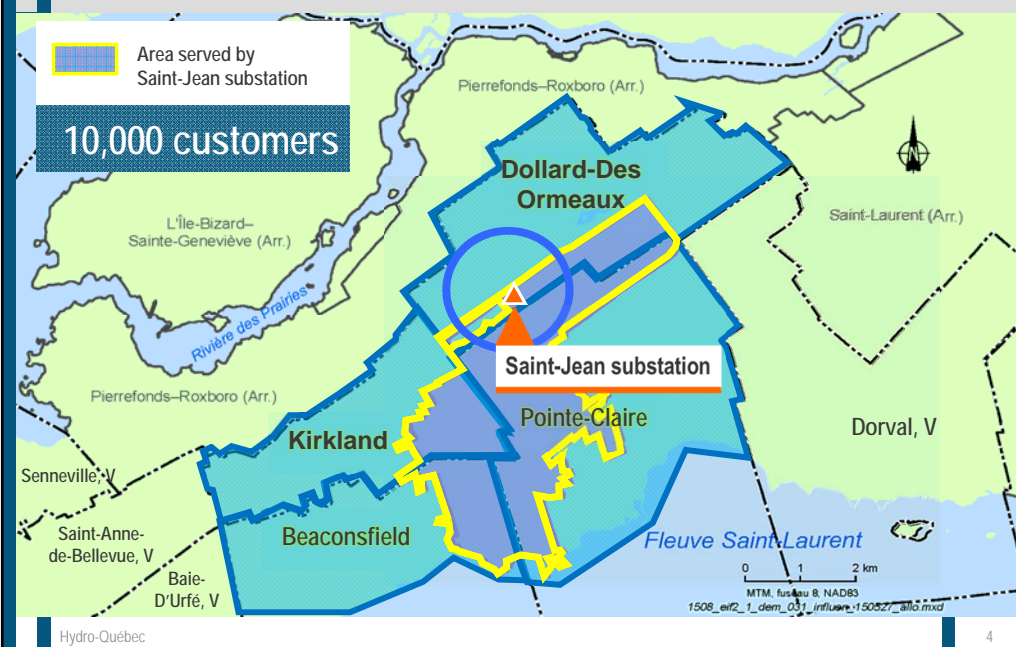 Area served by
Saint-Jean substation
10,000 customers
Pierrefonds–Roxboro (Arr.)
Dollard-Des
Ormeaux
Saint-Laurent (Arr.)
L'Île-Bizard–
Sainte-Geneviève (Arr.)
Rivière des Prairies
Saint-Jean substation
Pierrefonds–Roxboro (Arr.)
Pointe-Claire
Dorval, V
Kirkland
Senneville, V
Saint-Anne-
de-Bellevue, V
Beaconsfield
Fleuve Saint-Laurent
Baie-
D'Urfé, V
0 1 2 km
MTM, fuseau 8, NAD83
1508_eif2_1_dem_031_influen_150527_allo.mxd
Hydro-Québec
4